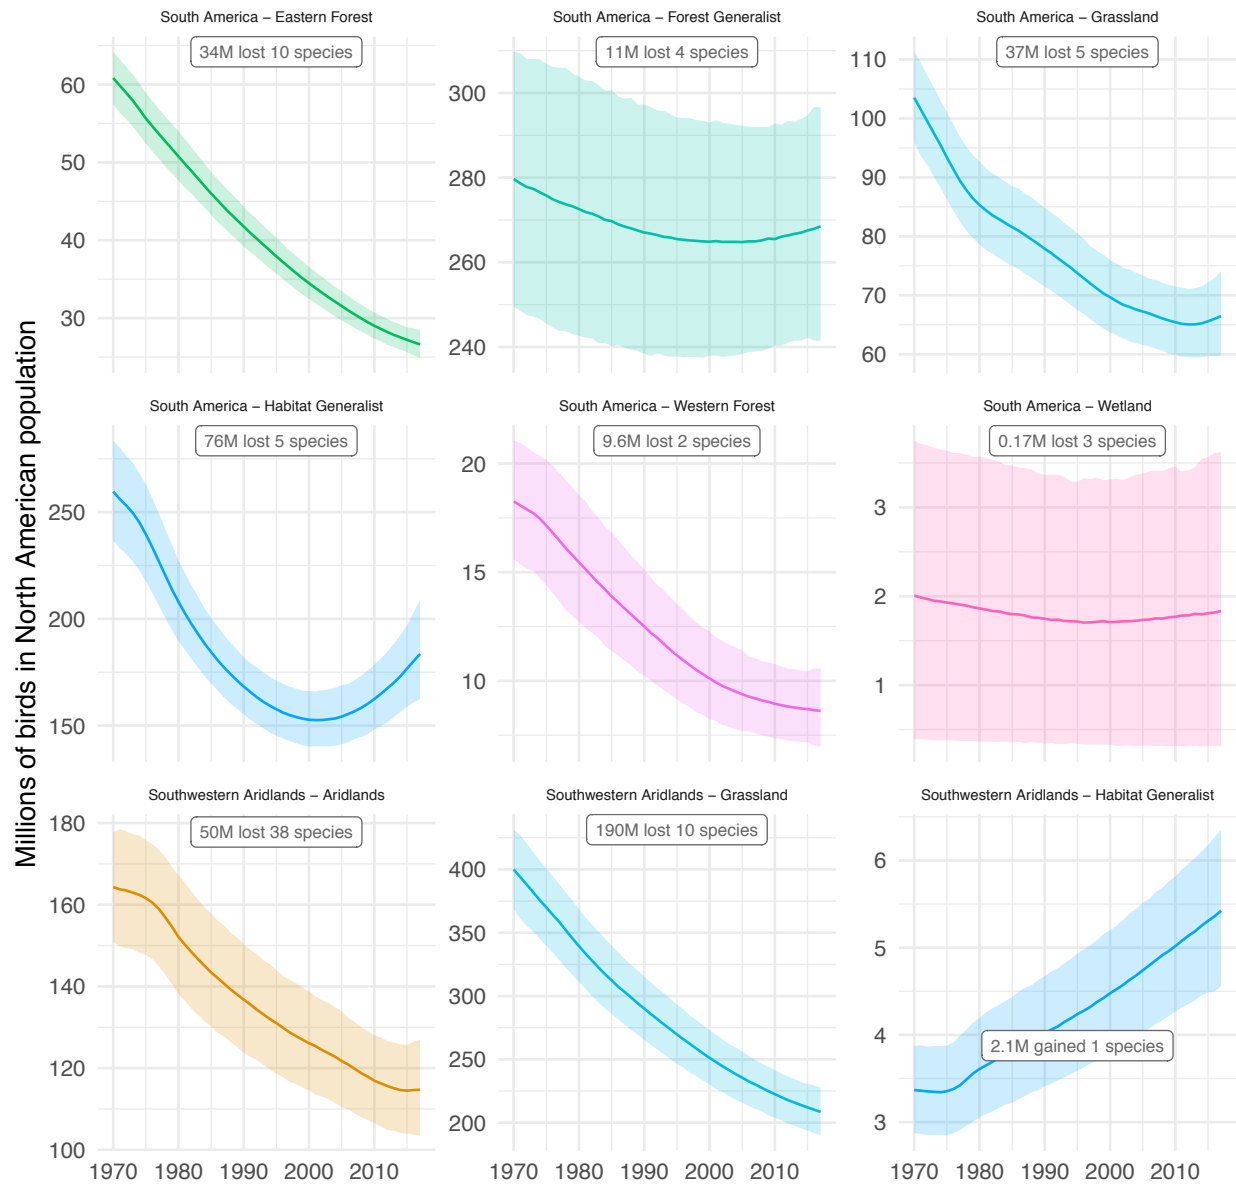 South America – Eastern Forest
34M lost 10 species
60
50
40
30
South America – Forest Generalist
11M lost 4 species
300
280
260
240
South America – Grassland
37M lost 5 species
110
100
90
80
70
60
Millions of birds in North American population
South America – Habitat Generalist
76M lost 5 species
250
200
150
South America – Western Forest
9.6M lost 2 species
20
15
10
South America – Wetland
0.17M lost 3 species
3
2
1
Southwestern Aridlands – Aridlands
50M lost 38 species
180
160
140
120
100
1970 1980 1990 2000 2010
Southwestern Aridlands – Grassland
190M lost 10 species
400
350
300
250
200
1970 1980 1990 2000 2010
Southwestern Aridlands – Habitat Generalist
2.1M gained 1 species
6
5
4
3
1970 1980 1990 2000 2010